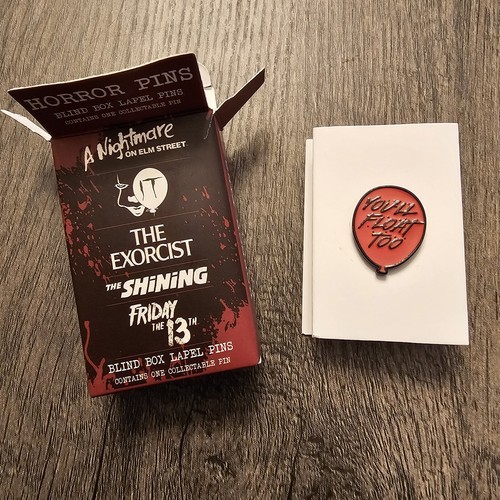 HORROR PINS
BLIND BOX LAPEL PINS
CONTAINS ONE COLLECTABLE PIN
A Nightmare
ON ELM STREET
IT
THE
EXORCIST
THE SHiNiNG
FRIDAY
THE 13TH
BLIND BOX LAPEL PINS
CONTAINS ONE COLLECTABLE PIN
YOU'LL
FLOAT
TOO